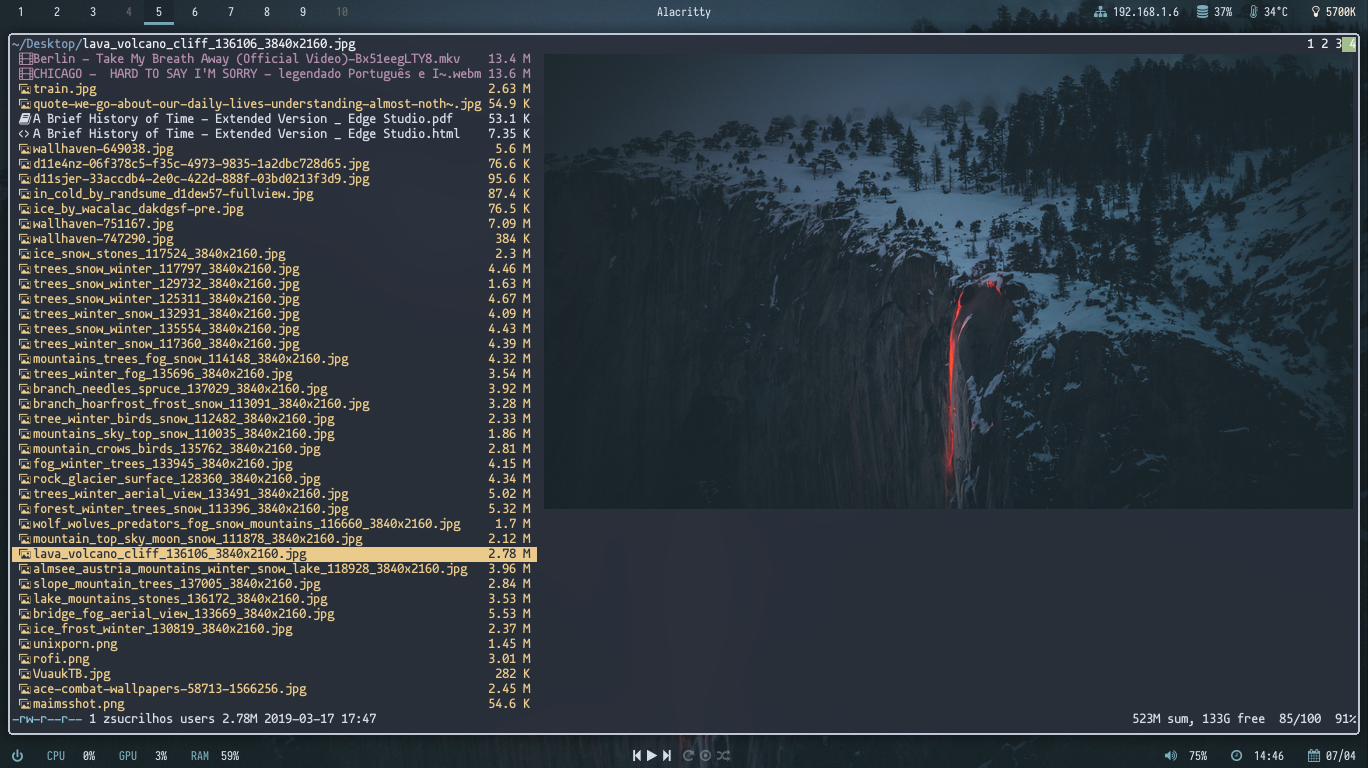 1 2 3 4 5 6 7 8 9 10
Alacritty
192.168.1.6 37% 34°C 5700K
~/Desktop/lava_volcano_cliff_136106_3840x2160.jpg
1 2 3 4
Berlin - Take My Breath Away (Official Video)-Bx51eegLTY8.mkv 13.4 M
CHICAGO -  HARD TO SAY I'M SORRY - legendado Português e I~.webm 13.6 M
train.jpg 2.63 M
quote-we-go-about-our-daily-lives-understanding-almost-noth~.jpg 54.9 K
A Brief History of Time - Extended Version _ Edge Studio.pdf 53.1 K
A Brief History of Time - Extended Version _ Edge Studio.html 7.35 K
wallhaven-649038.jpg 5.6 M
d11e4nz-06f378c5-f35c-4973-9835-1a2dbc728d65.jpg 76.6 K
d11sjer-33accdb4-2e0c-422d-888f-03bd0213f3d9.jpg 95.6 K
in_cold_by_randsume_d1dew57-fullview.jpg 87.4 K
ice_by_wacalac_dakdgsf-pre.jpg 76.5 K
wallhaven-751167.jpg 7.09 M
wallhaven-747290.jpg 384 K
ice_snow_stones_117524_3840x2160.jpg 2.3 M
trees_snow_winter_117797_3840x2160.jpg 4.46 M
trees_snow_winter_129732_3840x2160.jpg 1.63 M
trees_snow_winter_125311_3840x2160.jpg 4.67 M
trees_winter_snow_132931_3840x2160.jpg 4.09 M
trees_snow_winter_135554_3840x2160.jpg 4.43 M
trees_winter_snow_117360_3840x2160.jpg 4.39 M
mountains_trees_fog_snow_114148_3840x2160.jpg 4.32 M
trees_winter_fog_135696_3840x2160.jpg 3.54 M
branch_needles_spruce_137029_3840x2160.jpg 3.92 M
branch_hoarfrost_frost_snow_113091_3840x2160.jpg 3.28 M
tree_winter_birds_snow_112482_3840x2160.jpg 2.33 M
mountains_sky_top_snow_110035_3840x2160.jpg 1.86 M
mountain_crows_birds_135762_3840x2160.jpg 2.81 M
fog_winter_trees_133945_3840x2160.jpg 4.15 M
rock_glacier_surface_128360_3840x2160.jpg 4.34 M
trees_winter_aerial_view_133491_3840x2160.jpg 5.02 M
forest_winter_trees_snow_113396_3840x2160.jpg 5.32 M
wolf_wolves_predators_fog_snow_mountains_116660_3840x2160.jpg 1.7 M
mountain_top_sky_moon_snow_111878_3840x2160.jpg 2.12 M
lava_volcano_cliff_136106_3840x2160.jpg 2.78 M
almsee_austria_mountains_winter_snow_lake_118928_3840x2160.jpg 3.96 M
slope_mountain_trees_137005_3840x2160.jpg 2.84 M
lake_mountains_stones_136172_3840x2160.jpg 3.53 M
bridge_fog_aerial_view_133669_3840x2160.jpg 5.53 M
ice_frost_winter_130819_3840x2160.jpg 2.37 M
unixporn.png 1.45 M
rofi.png 3.01 M
VuaukTB.jpg 282 K
ace-combat-wallpapers-58713-1566256.jpg 2.45 M
maimsshot.png 54.6 K
-rw-r--r-- 1 zsucrilhos users 2.78M 2019-03-17 17:47
523M sum, 133G free  85/100  91%
CPU 0% GPU 3% RAM 59%
75% 14:46 07/04